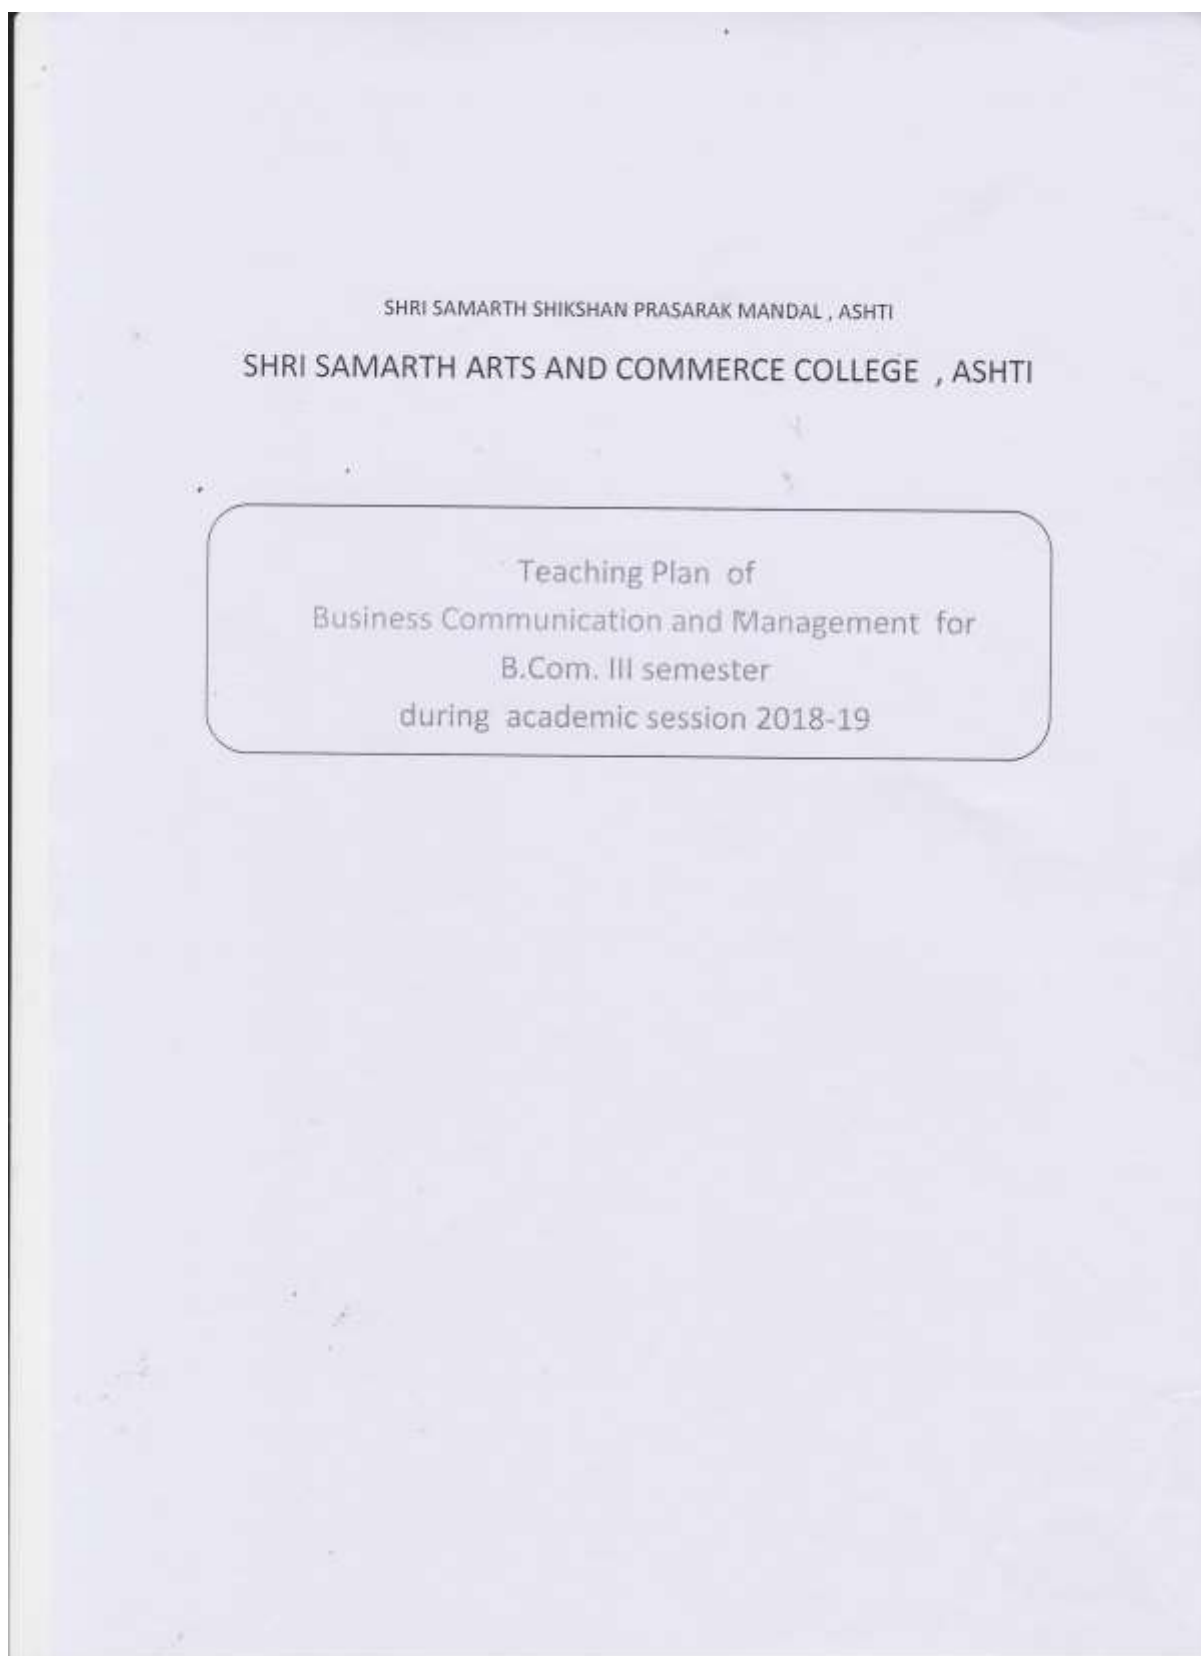 SHRI SAMARTH SHIKSHAN PRASARAK MANDAL , ASHTI
SHRI SAMARTH ARTS AND COMMERCE COLLEGE , ASHTI
Teaching Plan of
Business Communication and Management for
B.Com. III semester
during academic session 2018-19